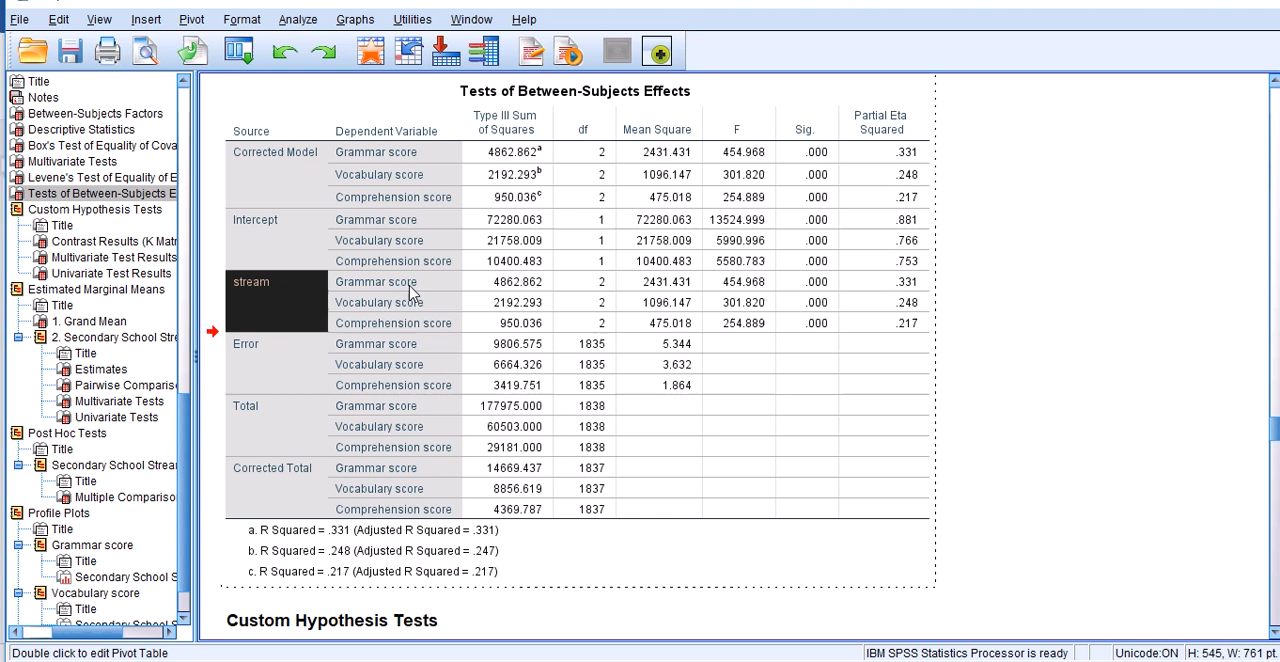 File Edit View Insert Pivot Format Analyze Graphs Utilities Window Help
Title
Notes
Between-Subjects Factors
Descriptive Statistics
Box's Test of Equality of Cova
Multivariate Tests
Levene's Test of Equality of E
Tests of Between-Subjects E
Custom Hypothesis Tests
Title
Contrast Results (K Matr
Multivariate Test Results
Univariate Test Results
Estimated Marginal Means
Title
1. Grand Mean
2. Secondary School Stre
Title
Estimates
Pairwise Comparis
Multivariate Tests
Univariate Tests
Post Hoc Tests
Title
Secondary School Strea
Title
Multiple Compariso
Profile Plots
Title
Grammar score
Title
Secondary School S
Vocabulary score
Title
Secondary School S
Tests of Between-Subjects Effects
Source Dependent Variable Type III Sum of Squares df Mean Square F Sig. Partial Eta Squared
Corrected Model Grammar score 4862.862a 2 2431.431 454.968 .000 .331
Vocabulary score 2192.293b 2 1096.147 301.820 .000 .248
Comprehension score 950.036c 2 475.018 254.889 .000 .217
Intercept Grammar score 72280.063 1 72280.063 13524.999 .000 .881
Vocabulary score 21758.009 1 21758.009 5990.996 .000 .766
Comprehension score 10400.483 1 10400.483 5580.783 .000 .753
stream Grammar score 4862.862 2 2431.431 454.968 .000 .331
Vocabulary score 2192.293 2 1096.147 301.820 .000 .248
Comprehension score 950.036 2 475.018 254.889 .000 .217
Error Grammar score 9806.575 1835 5.344
Vocabulary score 6664.326 1835 3.632
Comprehension score 3419.751 1835 1.864
Total Grammar score 177975.000 1838
Vocabulary score 60503.000 1838
Comprehension score 29181.000 1838
Corrected Total Grammar score 14669.437 1837
Vocabulary score 8856.619 1837
Comprehension score 4369.787 1837
a. R Squared = .331 (Adjusted R Squared = .331)
b. R Squared = .248 (Adjusted R Squared = .247)
c. R Squared = .217 (Adjusted R Squared = .217)
Custom Hypothesis Tests
Double click to edit Pivot Table IBM SPSS Statistics Processor is ready Unicode:ON H: 545, W: 761 pt.